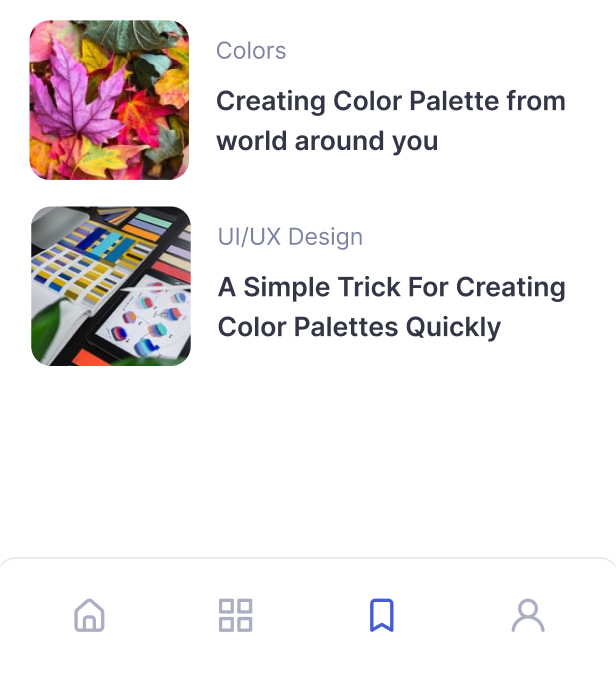 Colors
Creating Color Palette from
world around you
UI/UX Design
A Simple Trick For Creating
Color Palettes Quickly